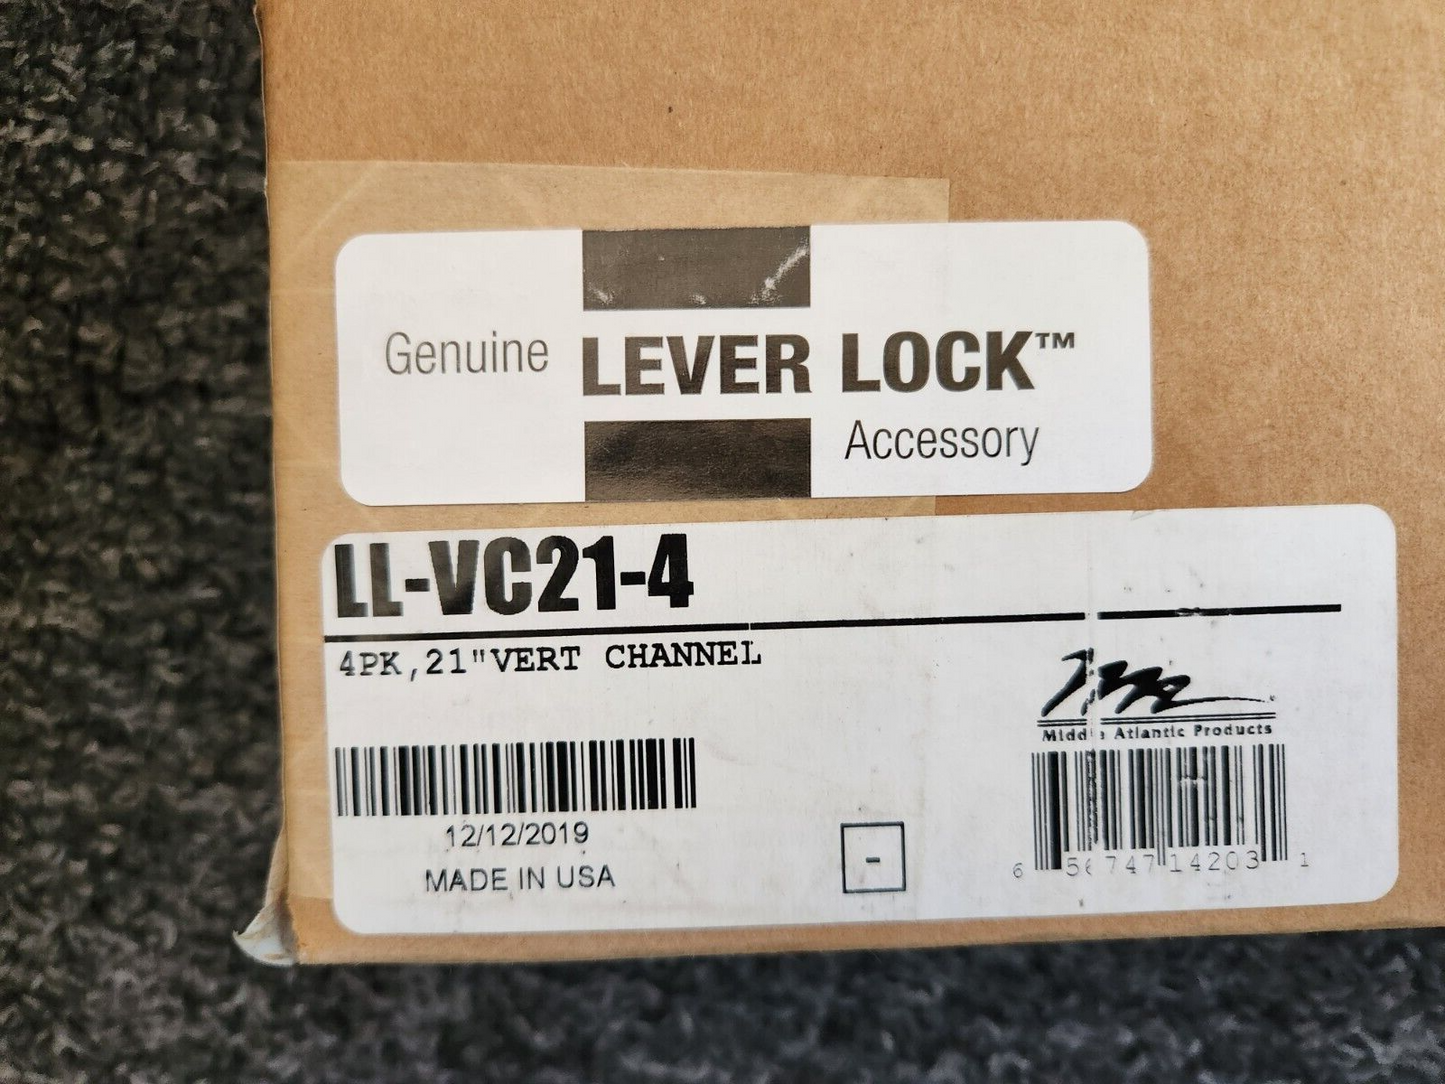 Genuine LEVER LOCK™
Accessory
LL-VC21-4
4PK,21"VERT CHANNEL
Middle Atlantic Products
12/12/2019
MADE IN USA
-
6 56747 14203 1